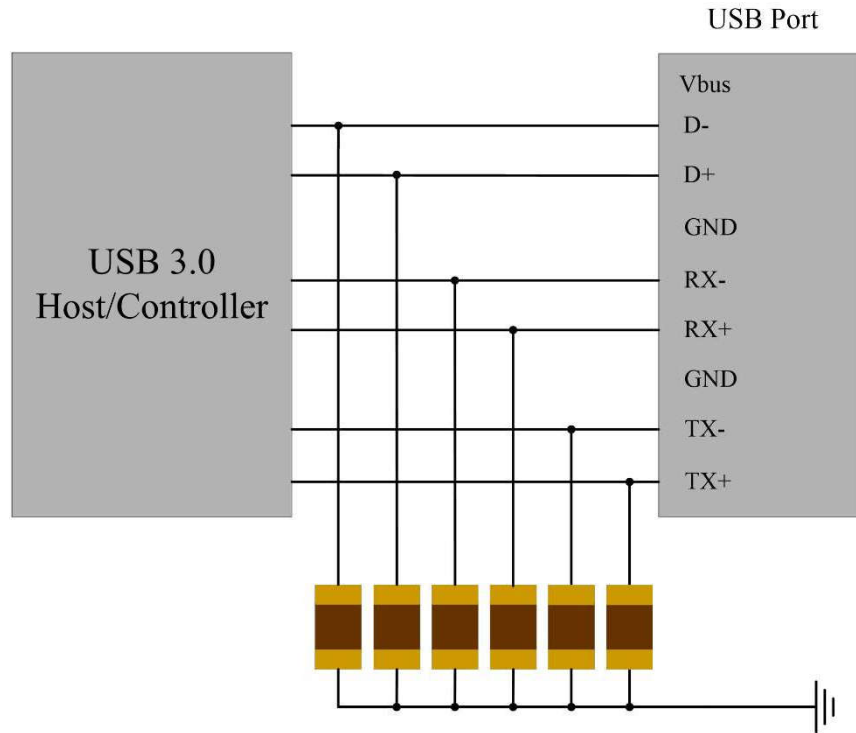 USB Port
USB 3.0
Host/Controller
Vbus
D-
D+
GND
RX-
RX+
GND
TX-
TX+